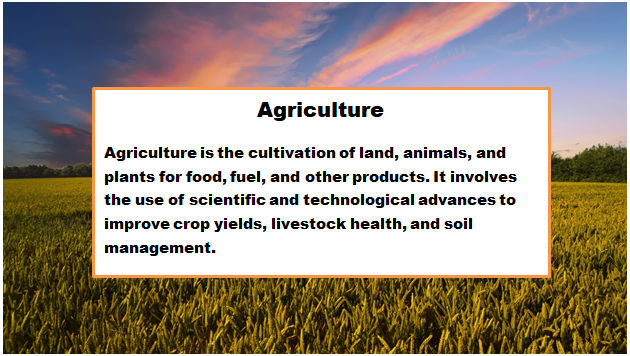 Agriculture
Agriculture is the cultivation of land, animals, and
plants for food, fuel, and other products. It involves
the use of scientific and technological advances to
improve crop yields, livestock health, and soil
management.